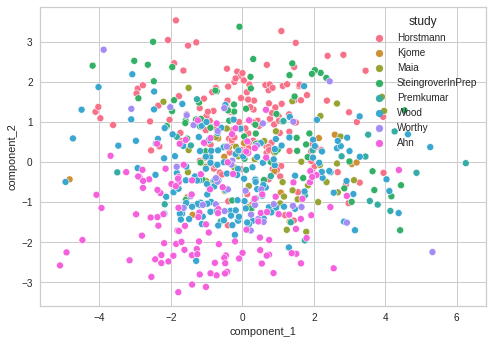 study
Horstmann
Kjome
Maia
SteingroverInPrep
Premkumar
Wood
Worthy
Ahn
3
2
1
0
−1
−2
−3
component_2
−4
−2
0
2
4
6
component_1